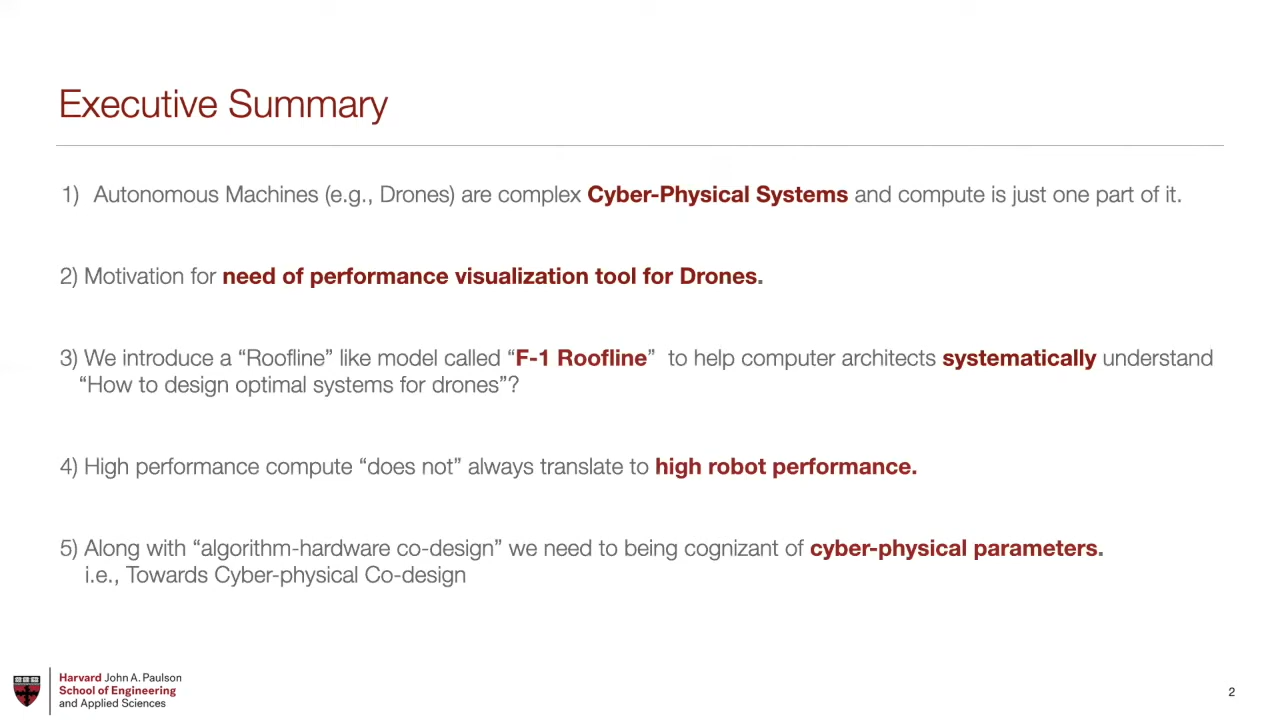 Executive Summary
1) Autonomous Machines (e.g., Drones) are complex Cyber-Physical Systems and compute is just one part of it.
2) Motivation for need of performance visualization tool for Drones.
3) We introduce a “Roofline” like model called “F-1 Roofline” to help computer architects systematically understand
“How to design optimal systems for drones”?
4) High performance compute “does not” always translate to high robot performance.
5) Along with “algorithm-hardware co-design” we need to being cognizant of cyber-physical parameters.
i.e., Towards Cyber-physical Co-design
Harvard John A. Paulson
School of Engineering
and Applied Sciences
2